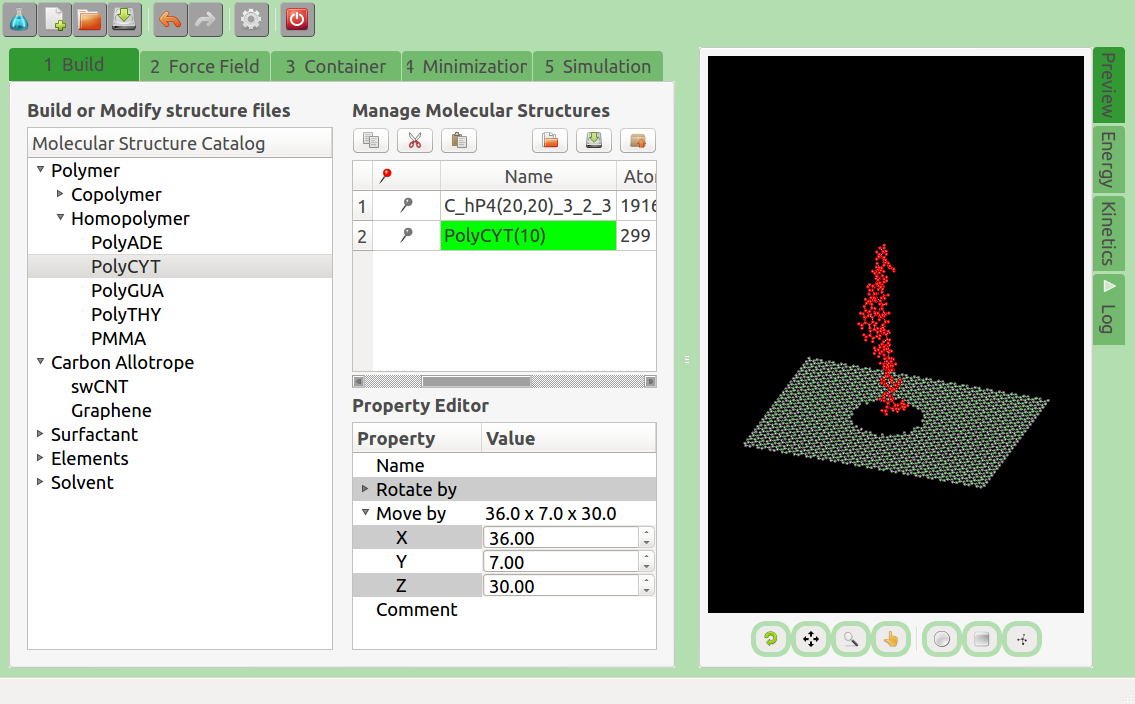 1 Build
2 Force Field
3 Container
4 Minimization
5 Simulation
Build or Modify structure files
Molecular Structure Catalog
Polymer
Copolymer
Homopolymer
PolyADE
PolyCYT
PolyGUA
PolyTHY
PMMA
Carbon Allotrope
swCNT
Graphene
Surfactant
Elements
Solvent
Manage Molecular Structures
Name Ato
1 C_hP4(20,20)_3_2_3 1916
2 PolyCYT(10) 299
Property Editor
Property Value
Name
Rotate by
Move by 36.0 x 7.0 x 30.0
X 36.00
Y 7.00
Z 30.00
Comment
Preview
Energy
Kinetics
Log